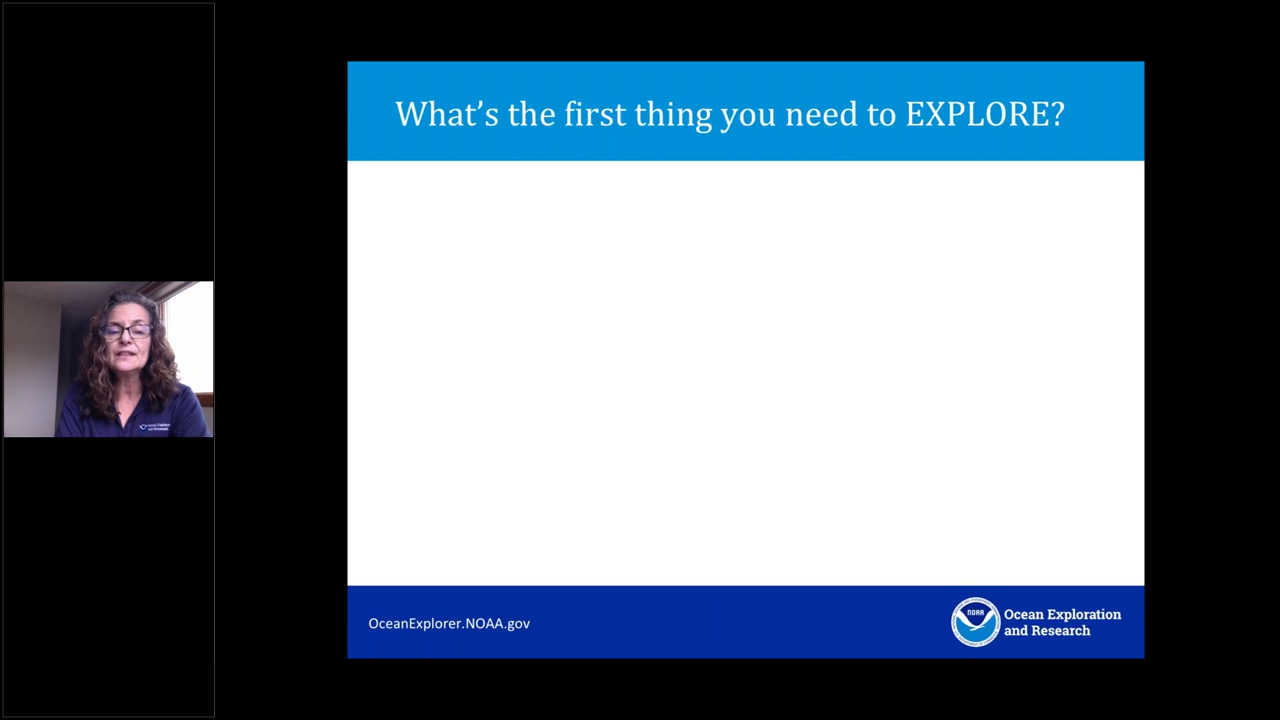 What's the first thing you need to EXPLORE?
OceanExplorer.NOAA.gov
NOAA
Ocean Exploration
and Research